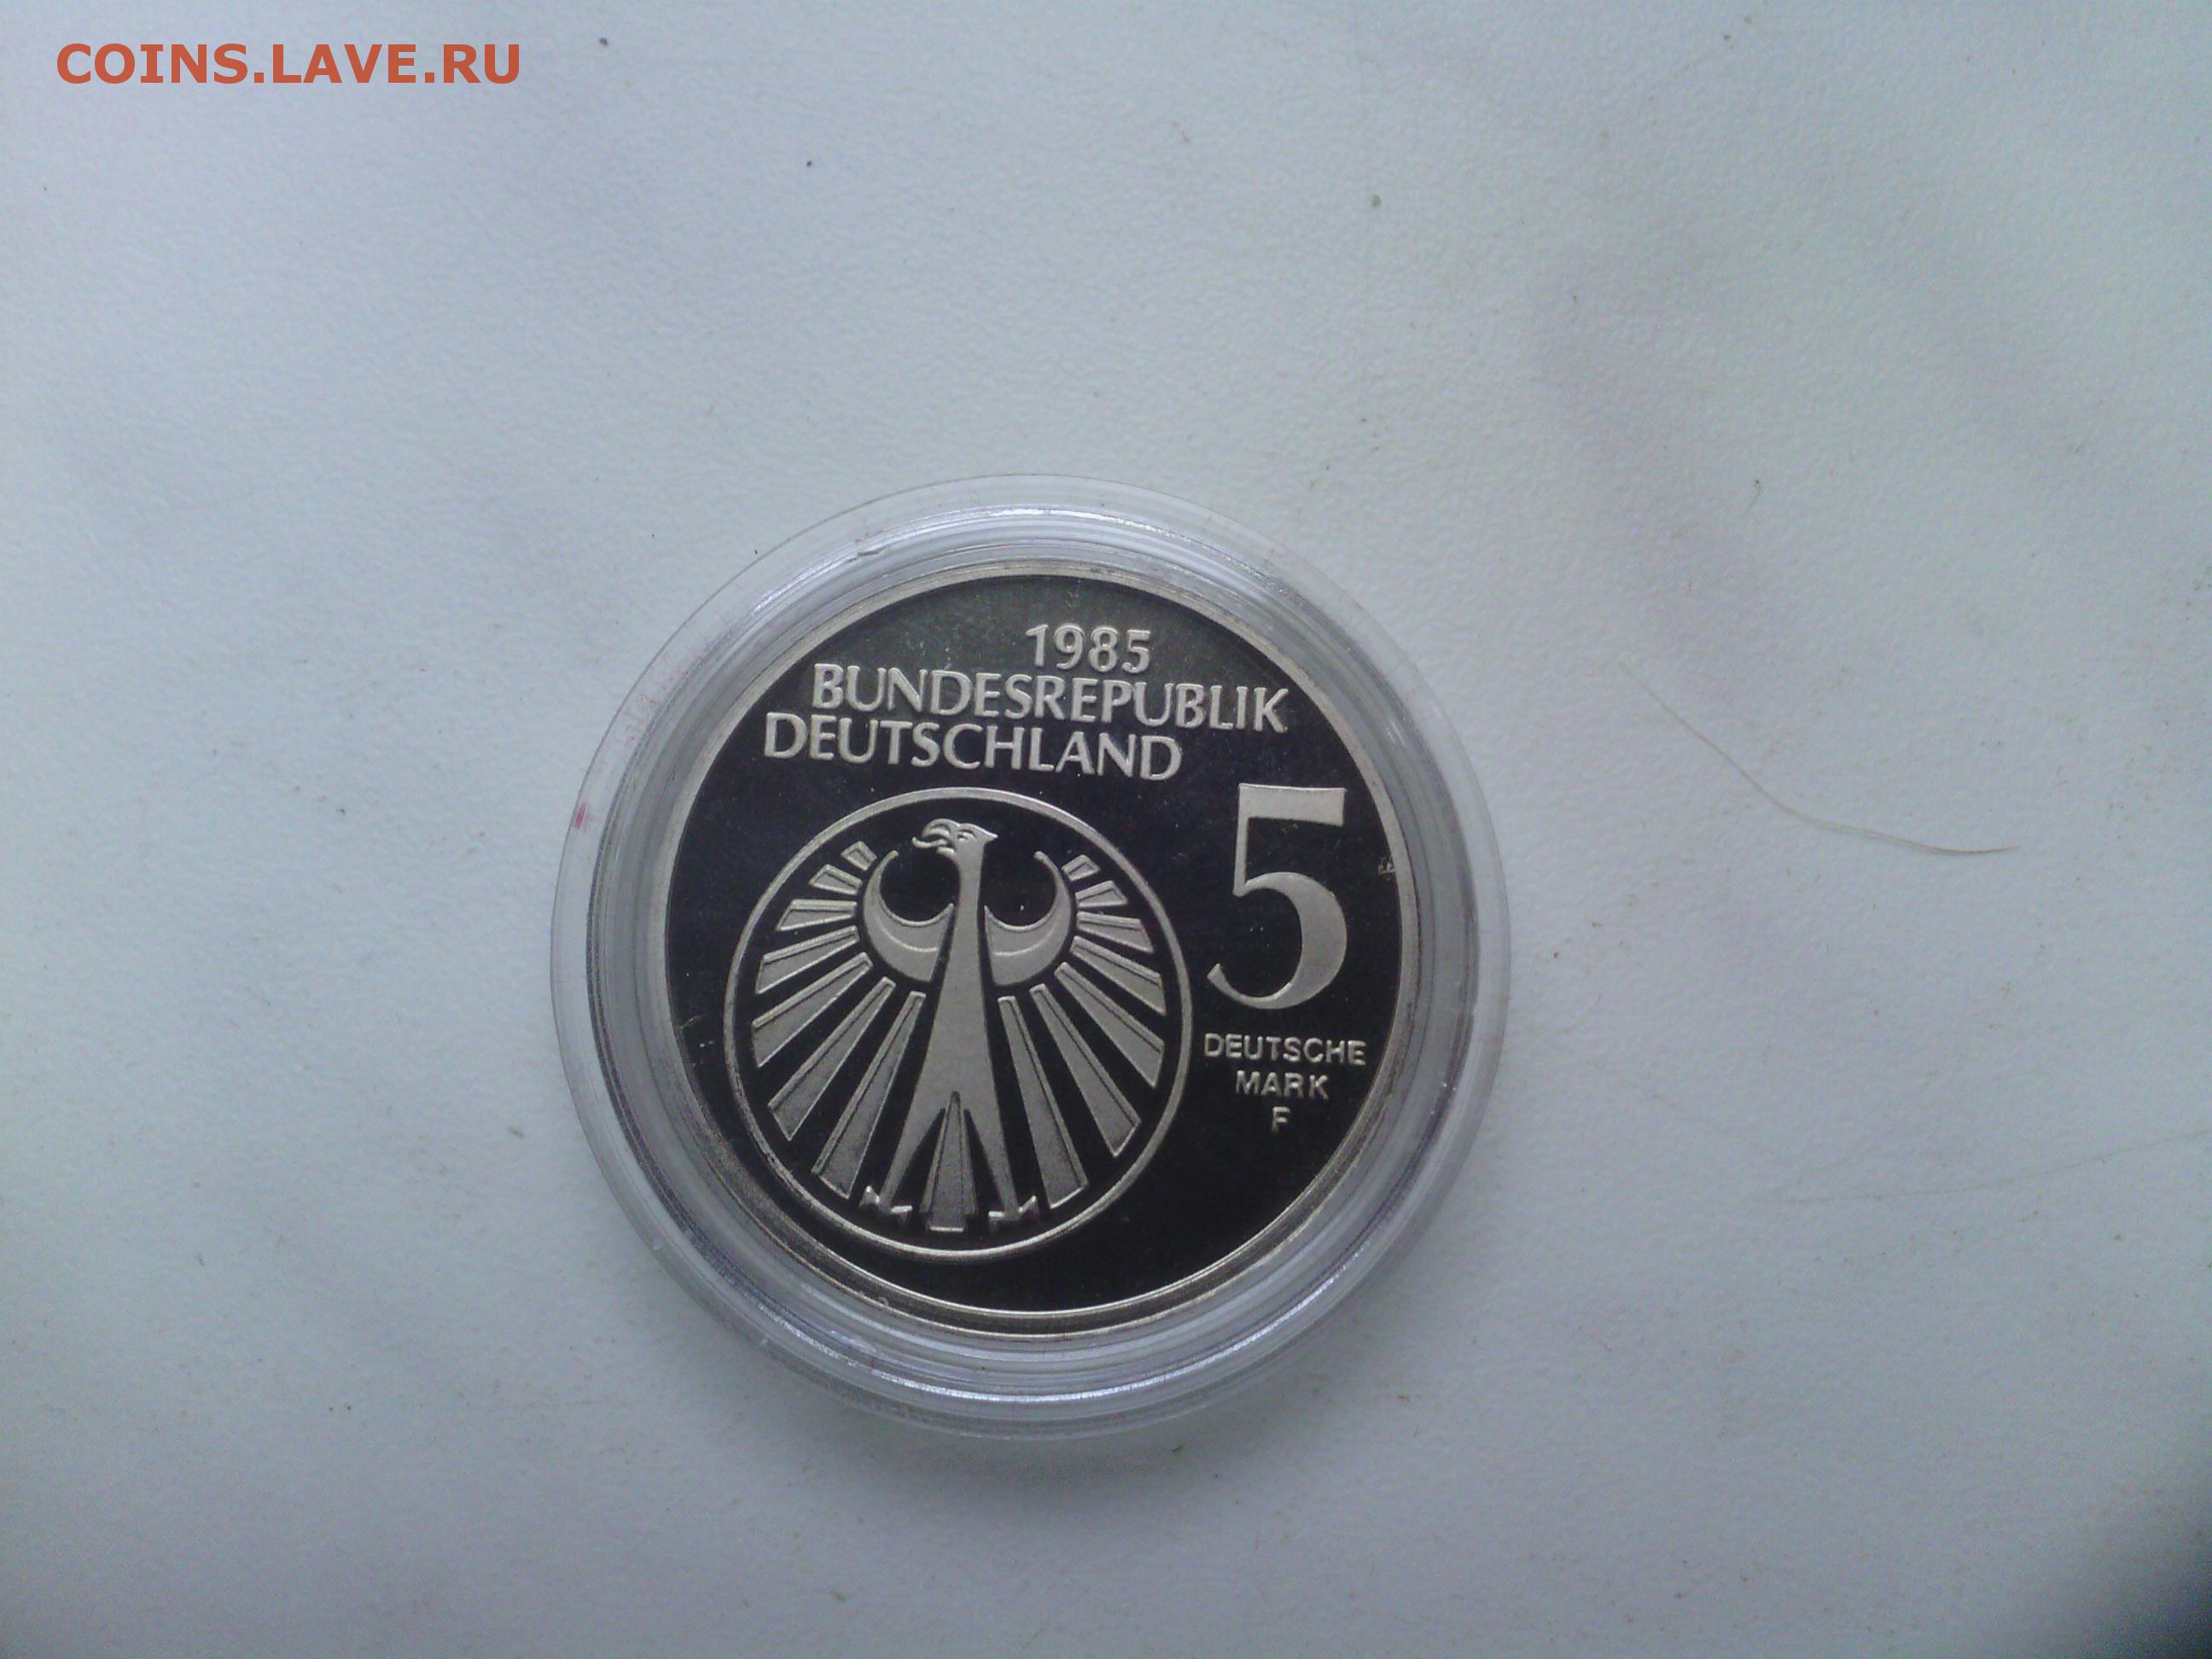 COINS.LAVE.RU
1985
BUNDESREPUBLIK
DEUTSCHLAND
5
DEUTSCHE
MARK
F